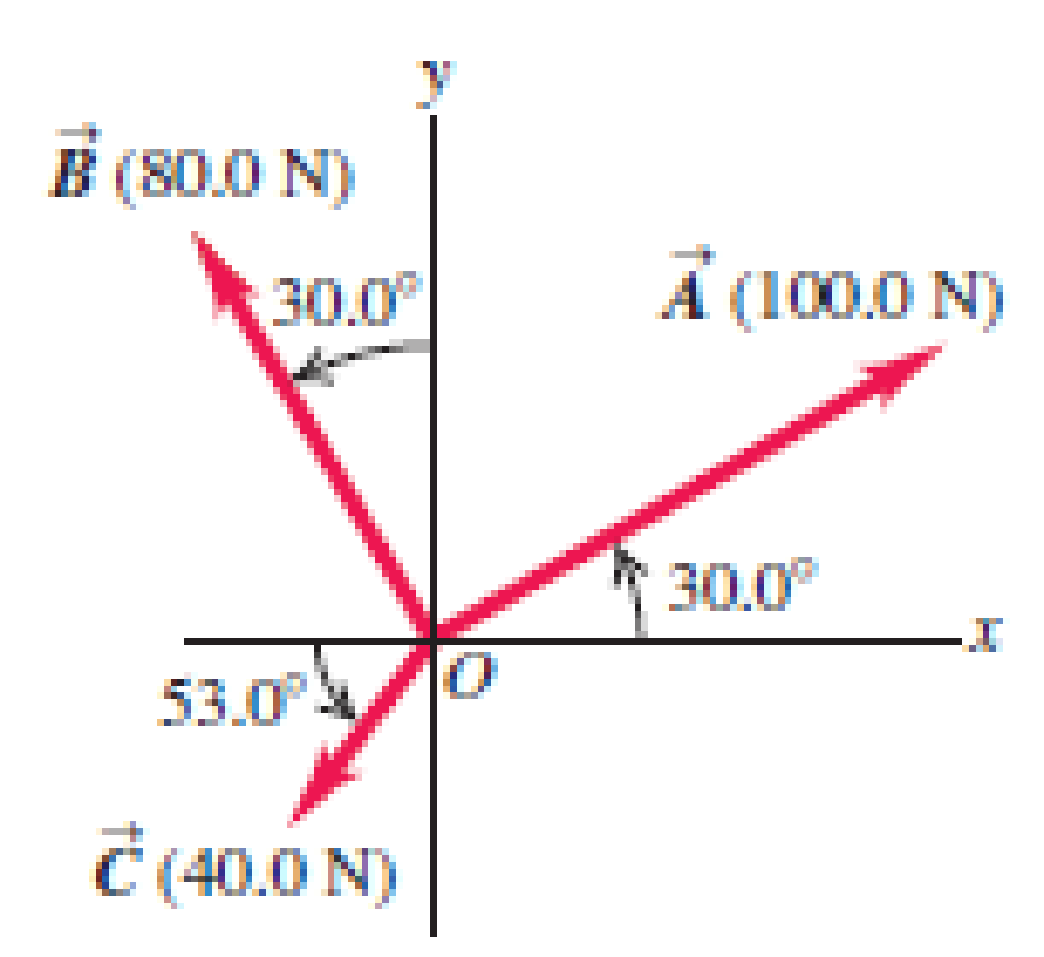 y
B⃗ (80.0 N)
30.0°
A⃗ (100.0 N)
30.0°
x
O
53.0°
C⃗ (40.0 N)